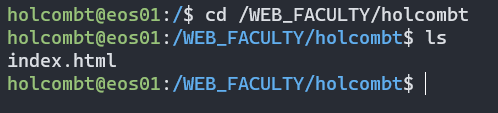 holcombt@eos01:/$ cd /WEB_FACULTY/holcombt
holcombt@eos01:/WEB_FACULTY/holcombt$ ls
index.html
holcombt@eos01:/WEB_FACULTY/holcombt$